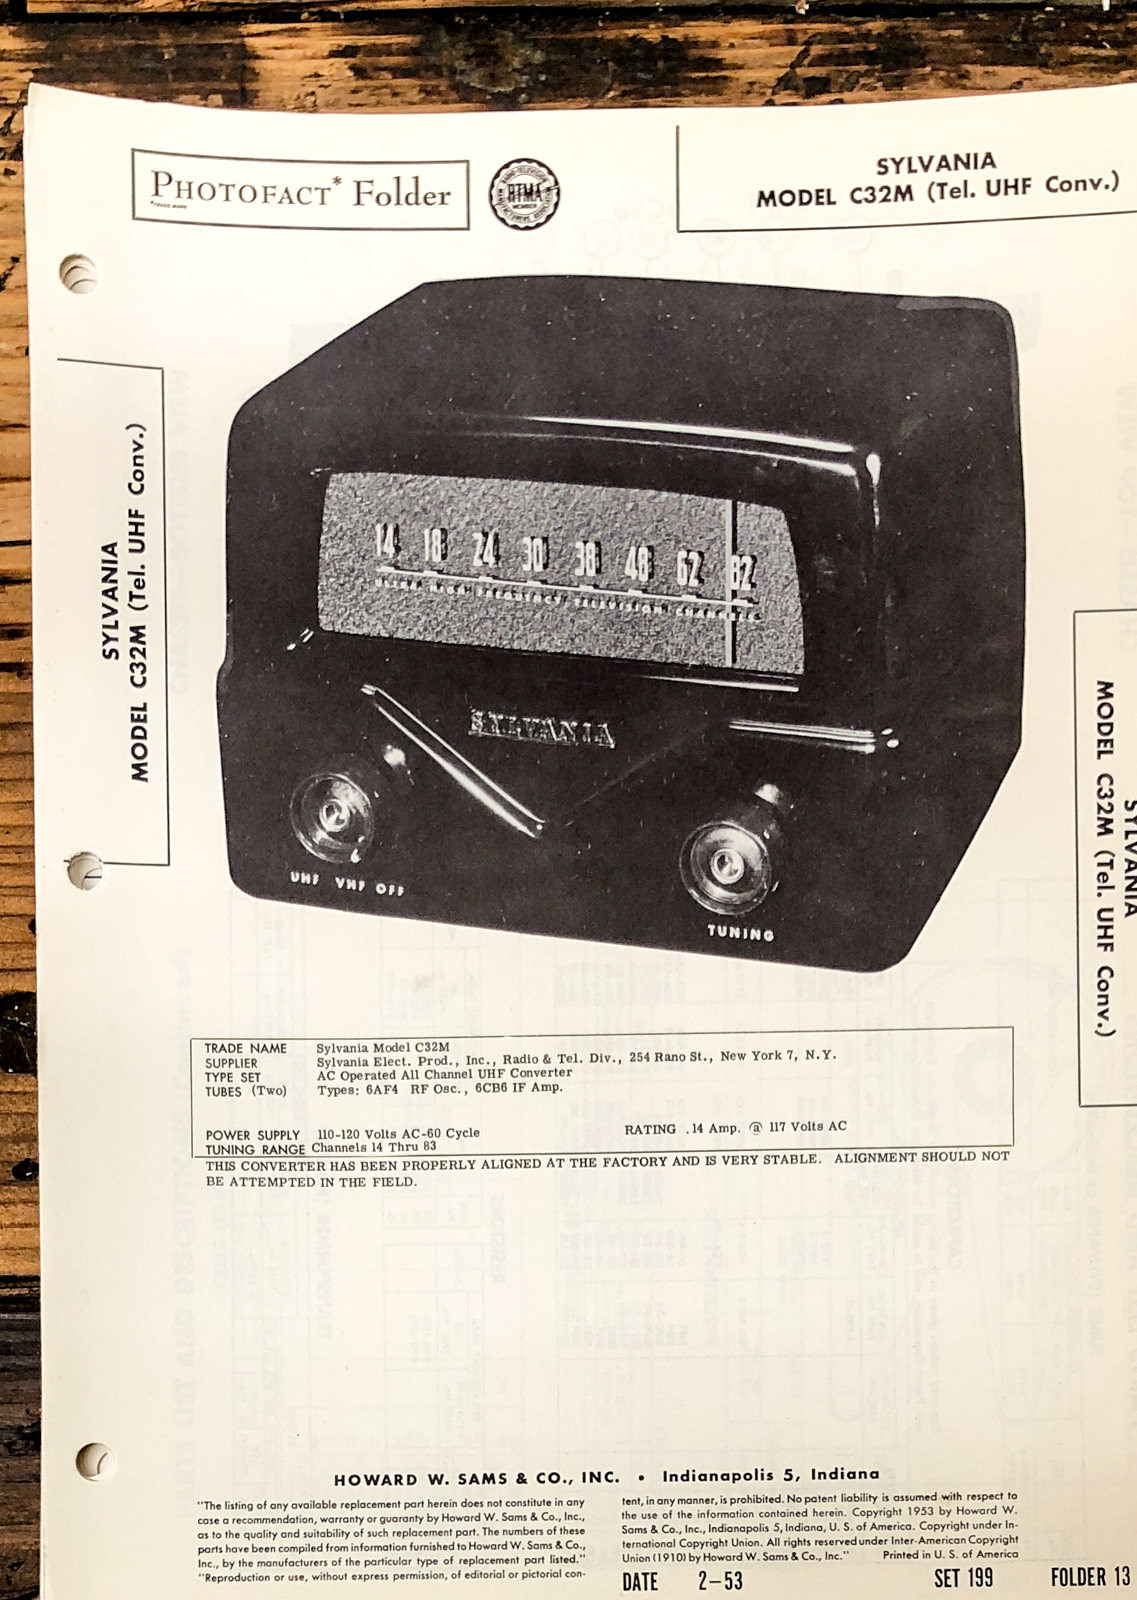 PHOTOFACT* Folder
*TRADE MARK
RTMA
SYLVANIA
MODEL C32M (Tel. UHF Conv.)
SYLVANIA
MODEL C32M (Tel. UHF Conv.)
14 18 24 30 38 48 62 82
SYLVANIA
UHF VHF OFF
TUNING
SYLVANIA
MODEL C32M (Tel. UHF Conv.)
TRADE NAME Sylvania Model C32M
SUPPLIER Sylvania Elect. Prod., Inc., Radio & Tel. Div., 254 Rano St., New York 7, N.Y.
TYPE SET AC Operated All Channel UHF Converter
TUBES (Two) Types: 6AF4 RF Osc., 6CB6 IF Amp.
POWER SUPPLY 110-120 Volts AC-60 Cycle RATING .14 Amp. @ 117 Volts AC
TUNING RANGE Channels 14 Thru 83
THIS CONVERTER HAS BEEN PROPERLY ALIGNED AT THE FACTORY AND IS VERY STABLE. ALIGNMENT SHOULD NOT
BE ATTEMPTED IN THE FIELD.
HOWARD W. SAMS & CO., INC. • Indianapolis 5, Indiana
"The listing of any available replacement part herein does not constitute in any
case a recommendation, warranty or guaranty by Howard W. Sams & Co., Inc.,
as to the quality and suitability of such replacement part. The numbers of these
parts have been compiled from information furnished to Howard W. Sams & Co.,
Inc., by the manufacturers of the particular type of replacement part listed."
"Reproduction or use, without express permission, of editorial or pictorial con-
tent, in any manner, is prohibited. No patent liability is assumed with respect to
the use of the information contained herein. Copyright 1953 by Howard W.
Sams & Co., Inc., Indianapolis 5, Indiana, U. S. of America. Copyright under In-
ternational Copyright Union. All rights reserved under Inter-American Copyright
Union (1910) by Howard W. Sams & Co., Inc." Printed in U. S. of America
DATE 2-53 SET 199 FOLDER 13